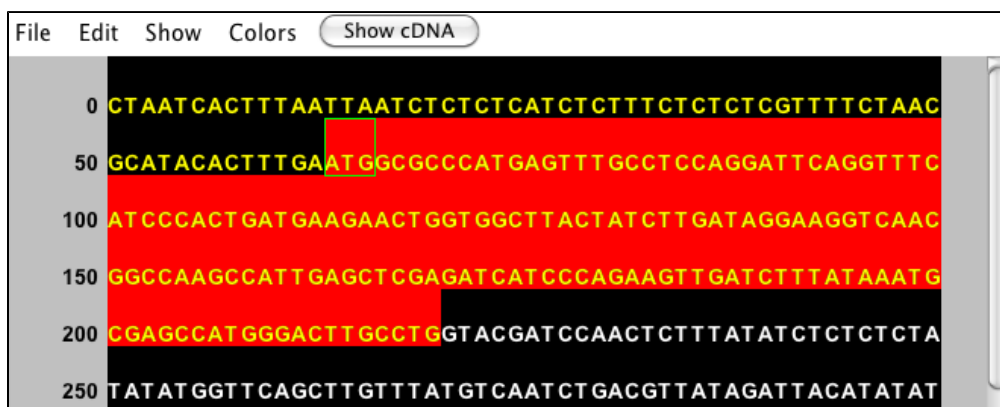 File Edit Show Colors Show cDNA
0 CTAATCACTTTAATTAATCTCTCTCATCTCTTTCTCTCTCGTTTTCTAAC
50 GCATACACTTTGAATGGCGCCCATGAGTTTGCCTCCAGGATTCAGGTTTC
100 ATCCCACTGATGAAGAACTGGTGGCTTACTATCTTGATAGGAAGGTCAAC
150 GGCCAAGCCATTGAGCTCGAGATCATCCCAGAAGTTGATCTTTATAAATG
200 CGAGCCATGGGACTTGCCTGGTACGATCCAACTCTTTATATCTCTCTCTA
250 TATATGGTTCAGCTTGTTTATGTCAATCTGACGTTATAGATTACATATAT